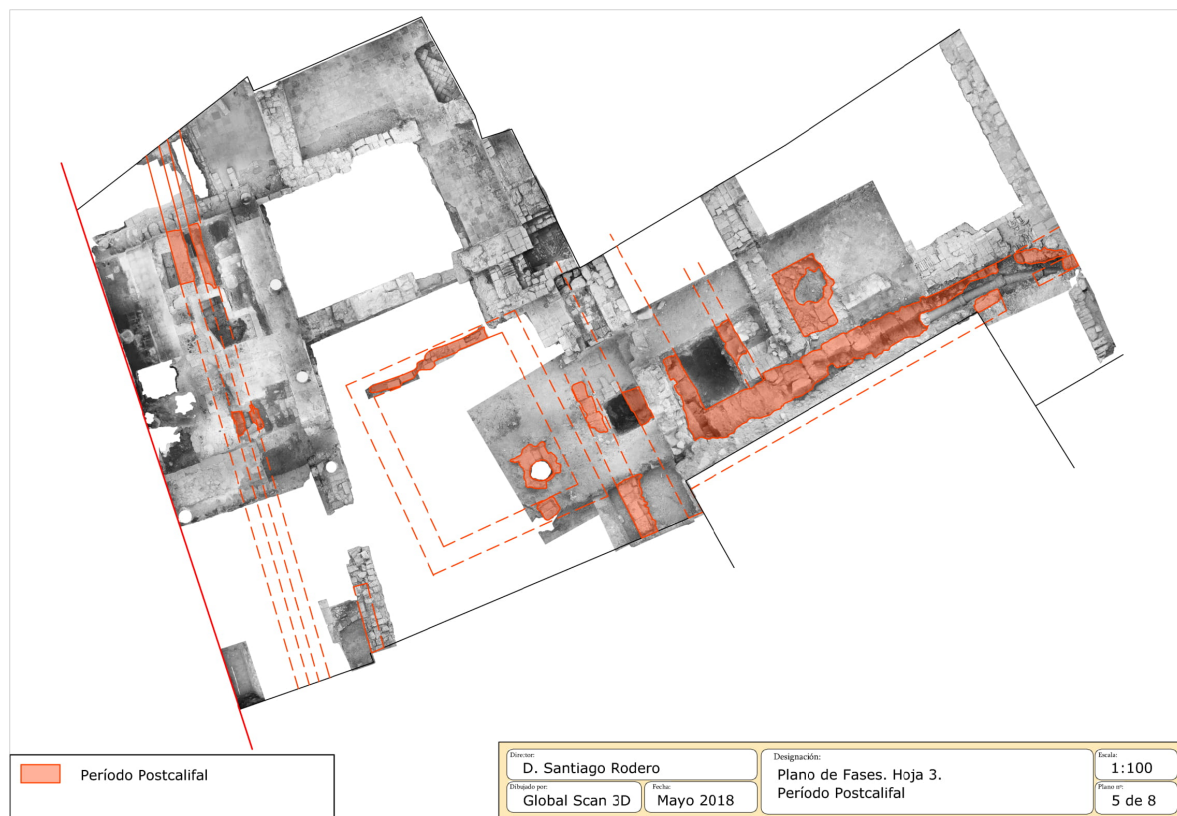 Período Postcalifal
Director:
D. Santiago Rodero
Dibujado por:
Global Scan 3D
Fecha:
Mayo 2018
Designación:
Plano de Fases. Hoja 3.
Período Postcalifal
Escala:
1:100
Plano nº:
5 de 8